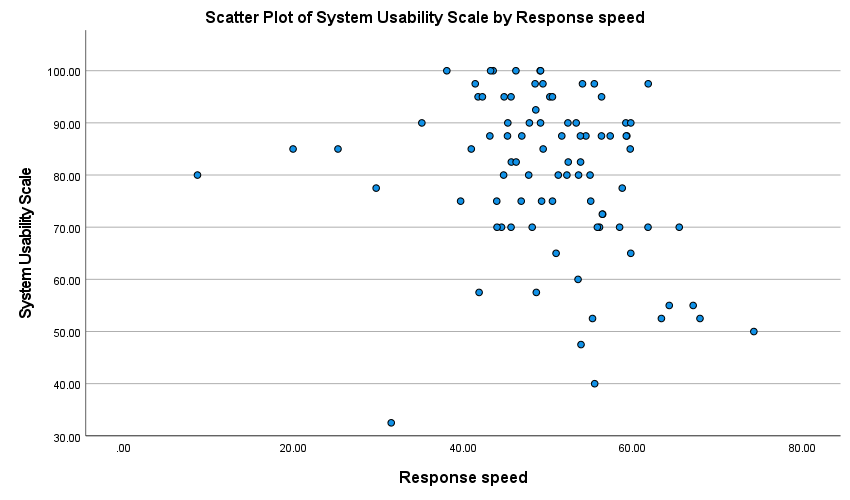 Scatter Plot of System Usability Scale by Response speed
100.00
90.00
80.00
70.00
60.00
50.00
40.00
30.00
System Usability Scale
.00 20.00 40.00 60.00 80.00
Response speed